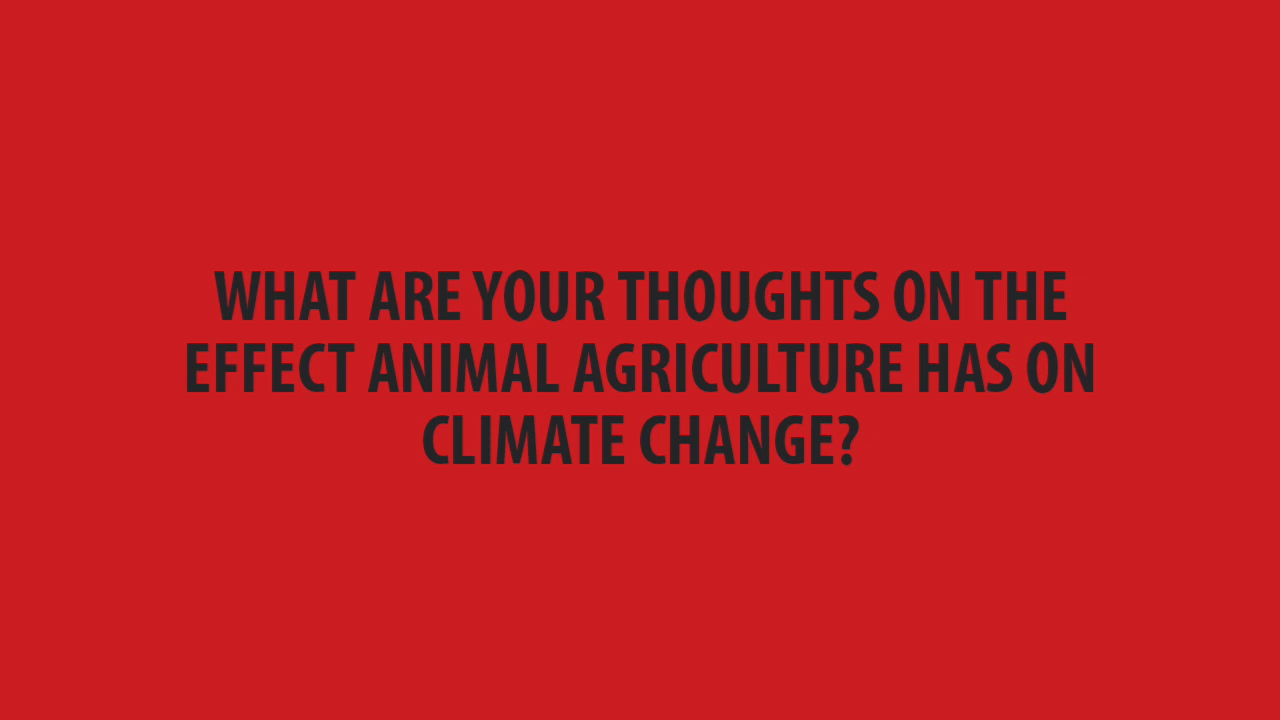 WHAT ARE YOUR THOUGHTS ON THE
EFFECT ANIMAL AGRICULTURE HAS ON
CLIMATE CHANGE?